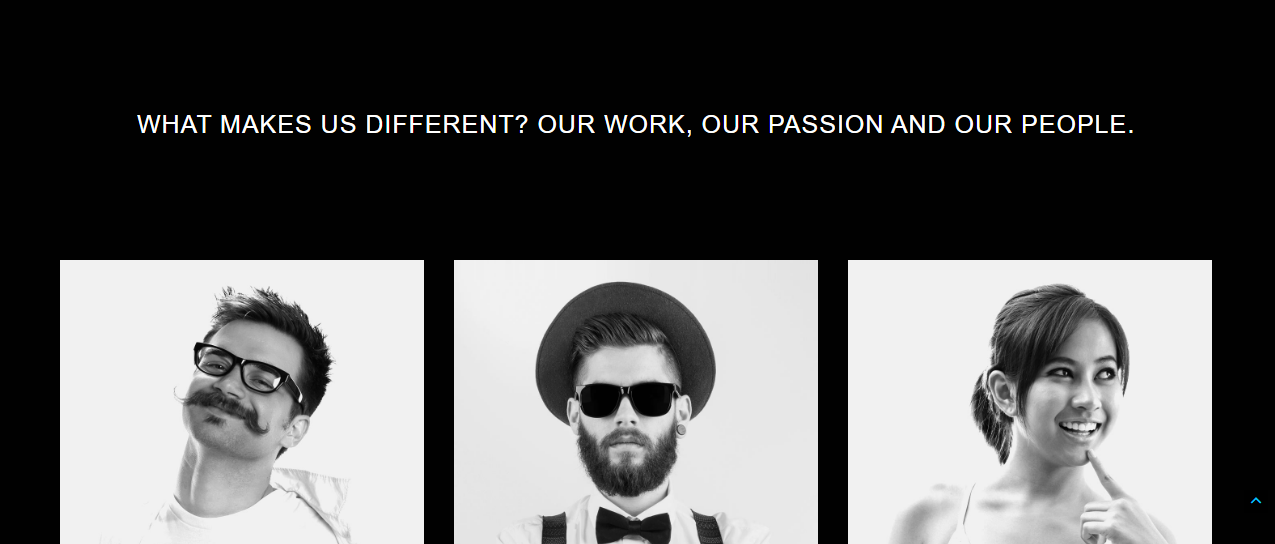 WHAT MAKES US DIFFERENT? OUR WORK, OUR PASSION AND OUR PEOPLE.